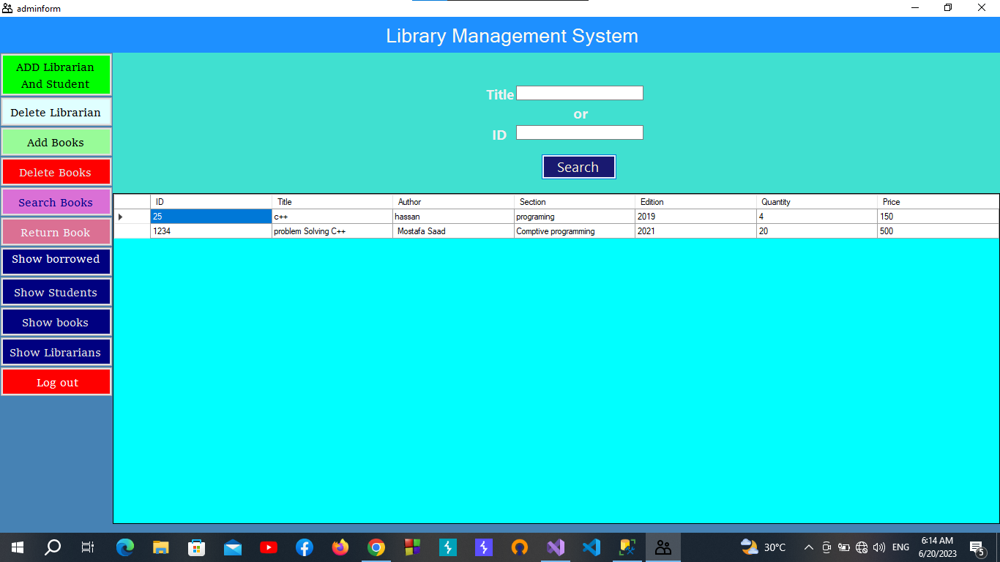 adminform
Library Management System
ADD Librarian
And Student
Delete Librarian
Add Books
Delete Books
Search Books
Return Book
Show borrowed
Show Students
Show books
Show Librarians
Log out
Title
or
ID
Search
ID Title Author Section Edition Quantity Price
25 c++ hassan programing 2019 4 150
1234 problem Solving C++ Mostafa Saad Comptive programming 2021 20 500
30°C
ENG
6:14 AM
6/20/2023
5